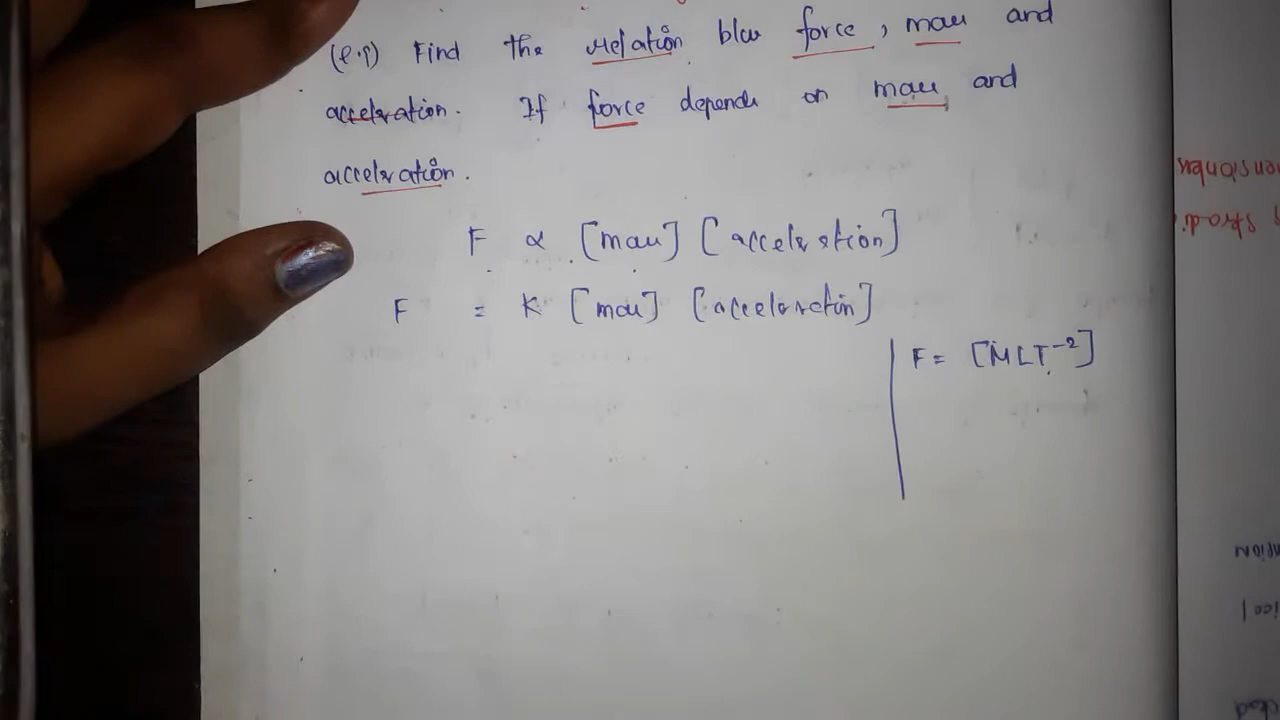 (e.g) Find the relation b/w force, mass and
acceleration. If force depends on mass and
acceleration.
F ∝ [mass] [acceleration]
F = K [mass] [acceleration]
F = [MLT⁻²]